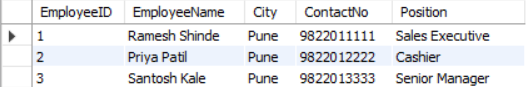 EmployeeID EmployeeName City ContactNo Position
1 Ramesh Shinde Pune 9822011111 Sales Executive
2 Priya Patil Pune 9822012222 Cashier
3 Santosh Kale Pune 9822013333 Senior Manager